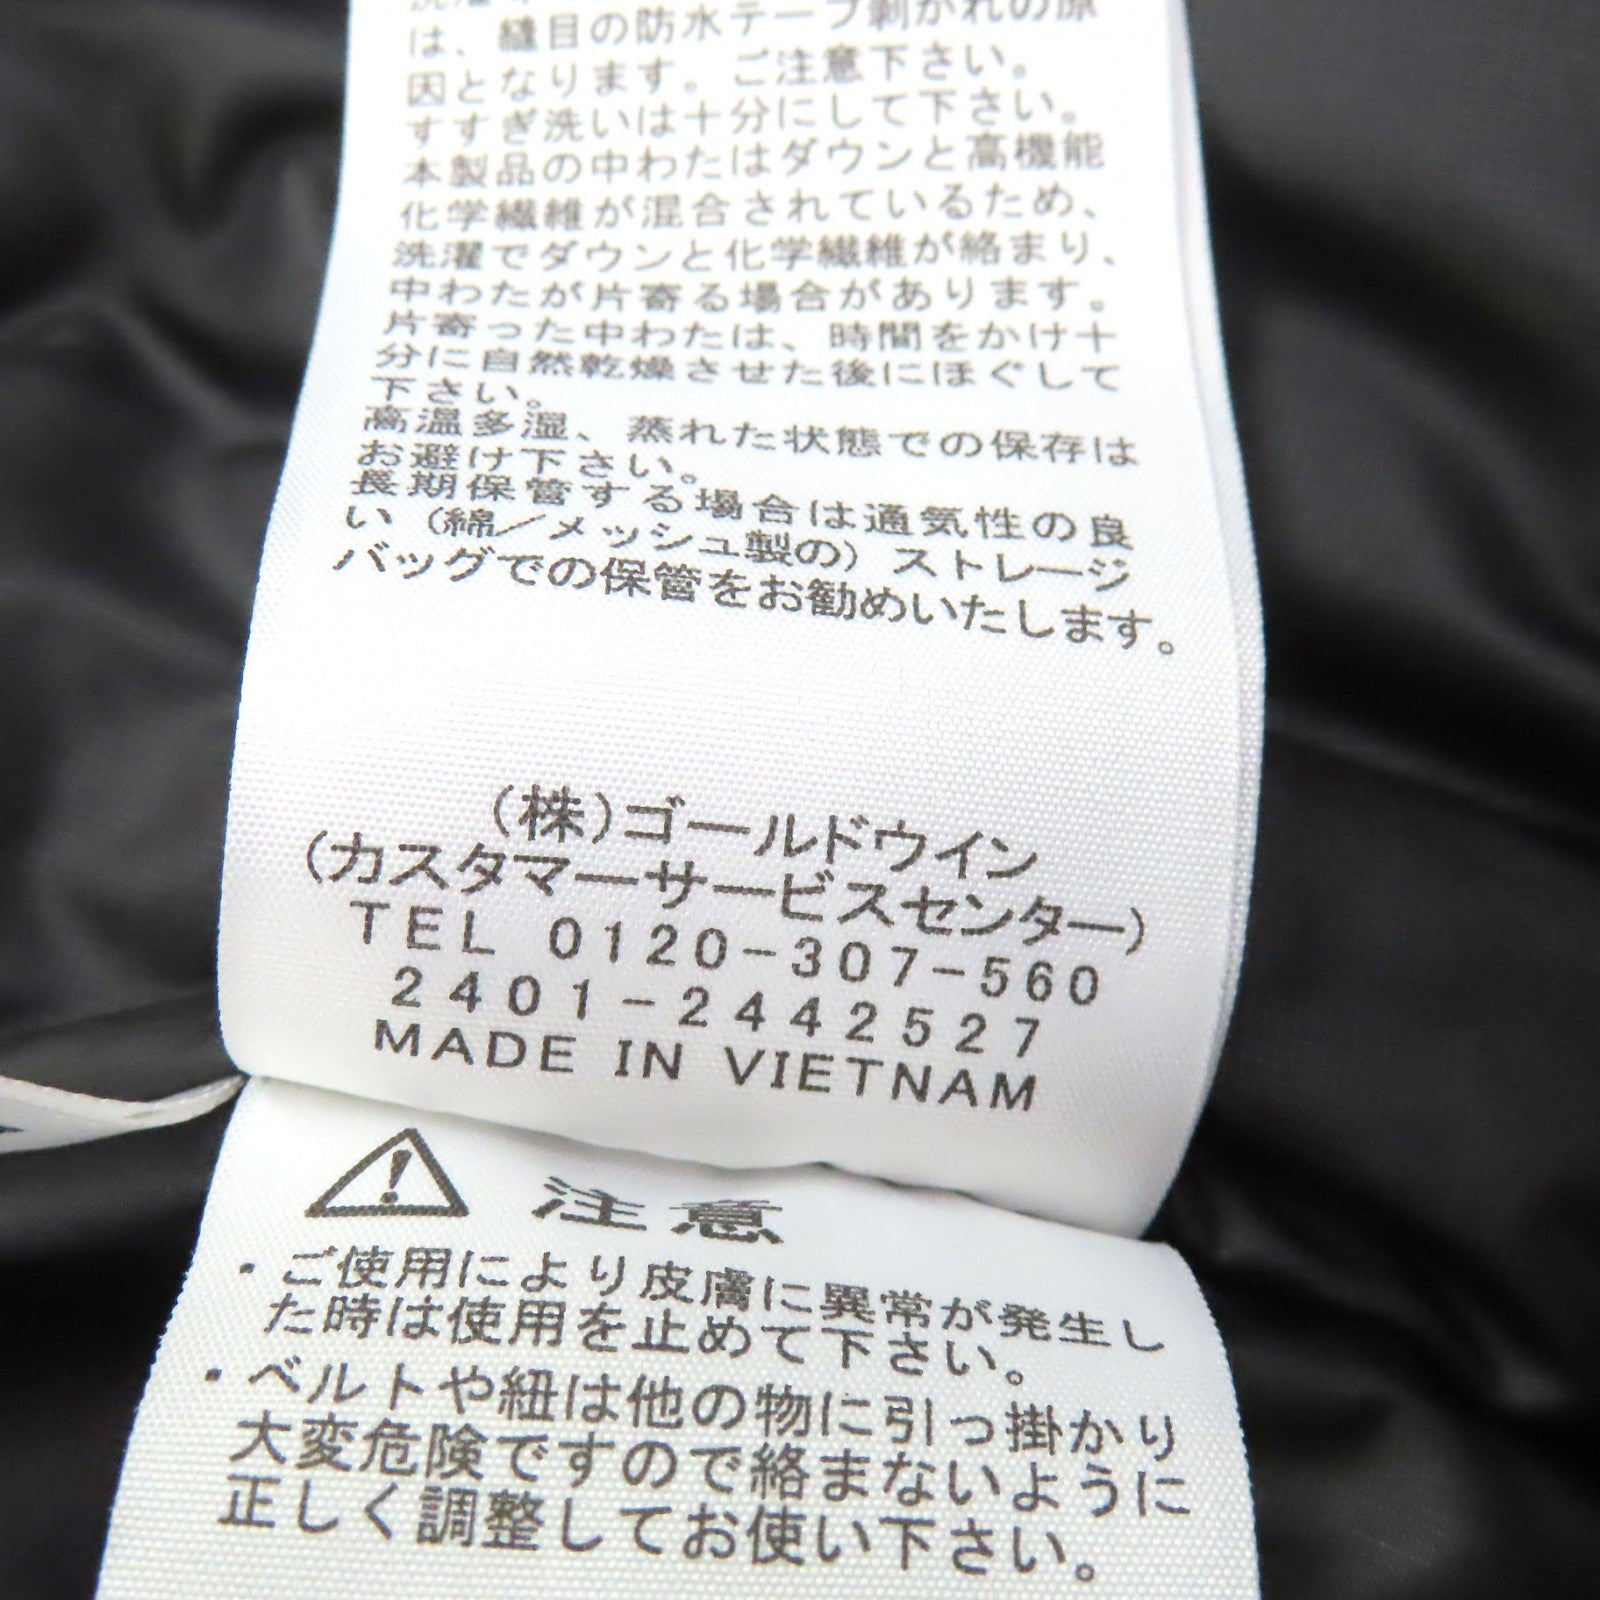 は、縫目の防水テープ剥がれの原
因となります。ご注意下さい。
すすぎ洗いは十分にして下さい。
本製品の中わたはダウンと高機能
化学繊維が混合されているため、
洗濯でダウンと化学繊維が絡まり、
中わたが片寄る場合があります。
片寄った中わたは、時間をかけ十
分に自然乾燥させた後にほぐして
下さい。
高温多湿、蒸れた状態での保存は
お避け下さい。
長期保管する場合は通気性の良
い(綿／メッシュ製の)ストレージ
バッグでの保管をお勧めいたします。
(株)ゴールドウイン
(カスタマーサービスセンター)
TEL 0120-307-560
2401-2442527
MADE IN VIETNAM
注意
・ご使用により皮膚に異常が発生し
た時は使用を止めて下さい。
・ベルトや紐は他の物に引っ掛かり
大変危険ですので絡まないように
正しく調整してお使い下さい。